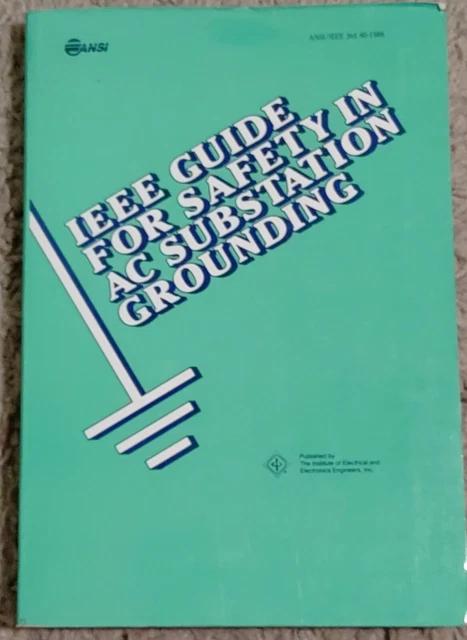 ANSI
ANSI/IEEE Std. 80-1986
IEEE GUIDE
FOR SAFETY IN
AC SUBSTATION
GROUNDING
Published by
The Institute of Electrical and
Electronics Engineers, Inc.